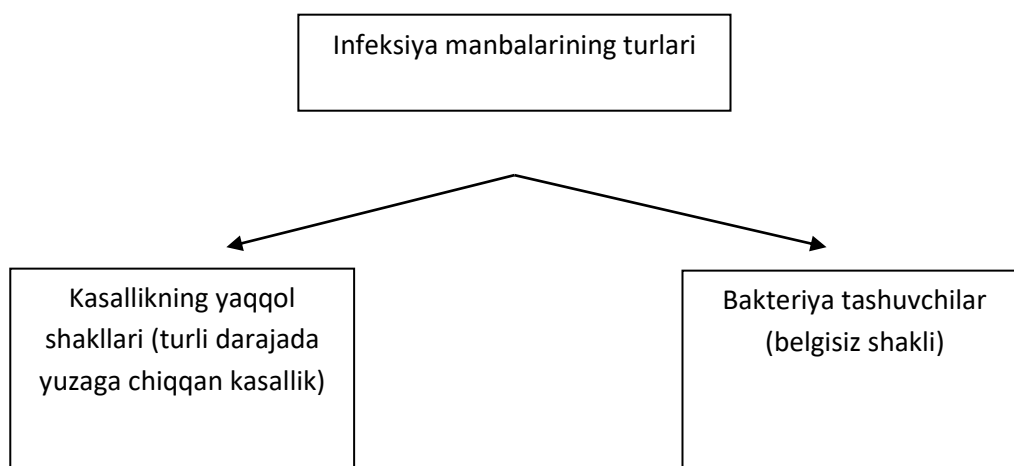 Infeksiya manbalarining turlari
Kasallikning yaqqol
shakllari (turli darajada
yuzaga chiqqan kasallik)
Bakteriya tashuvchilar
(belgisiz shakli)